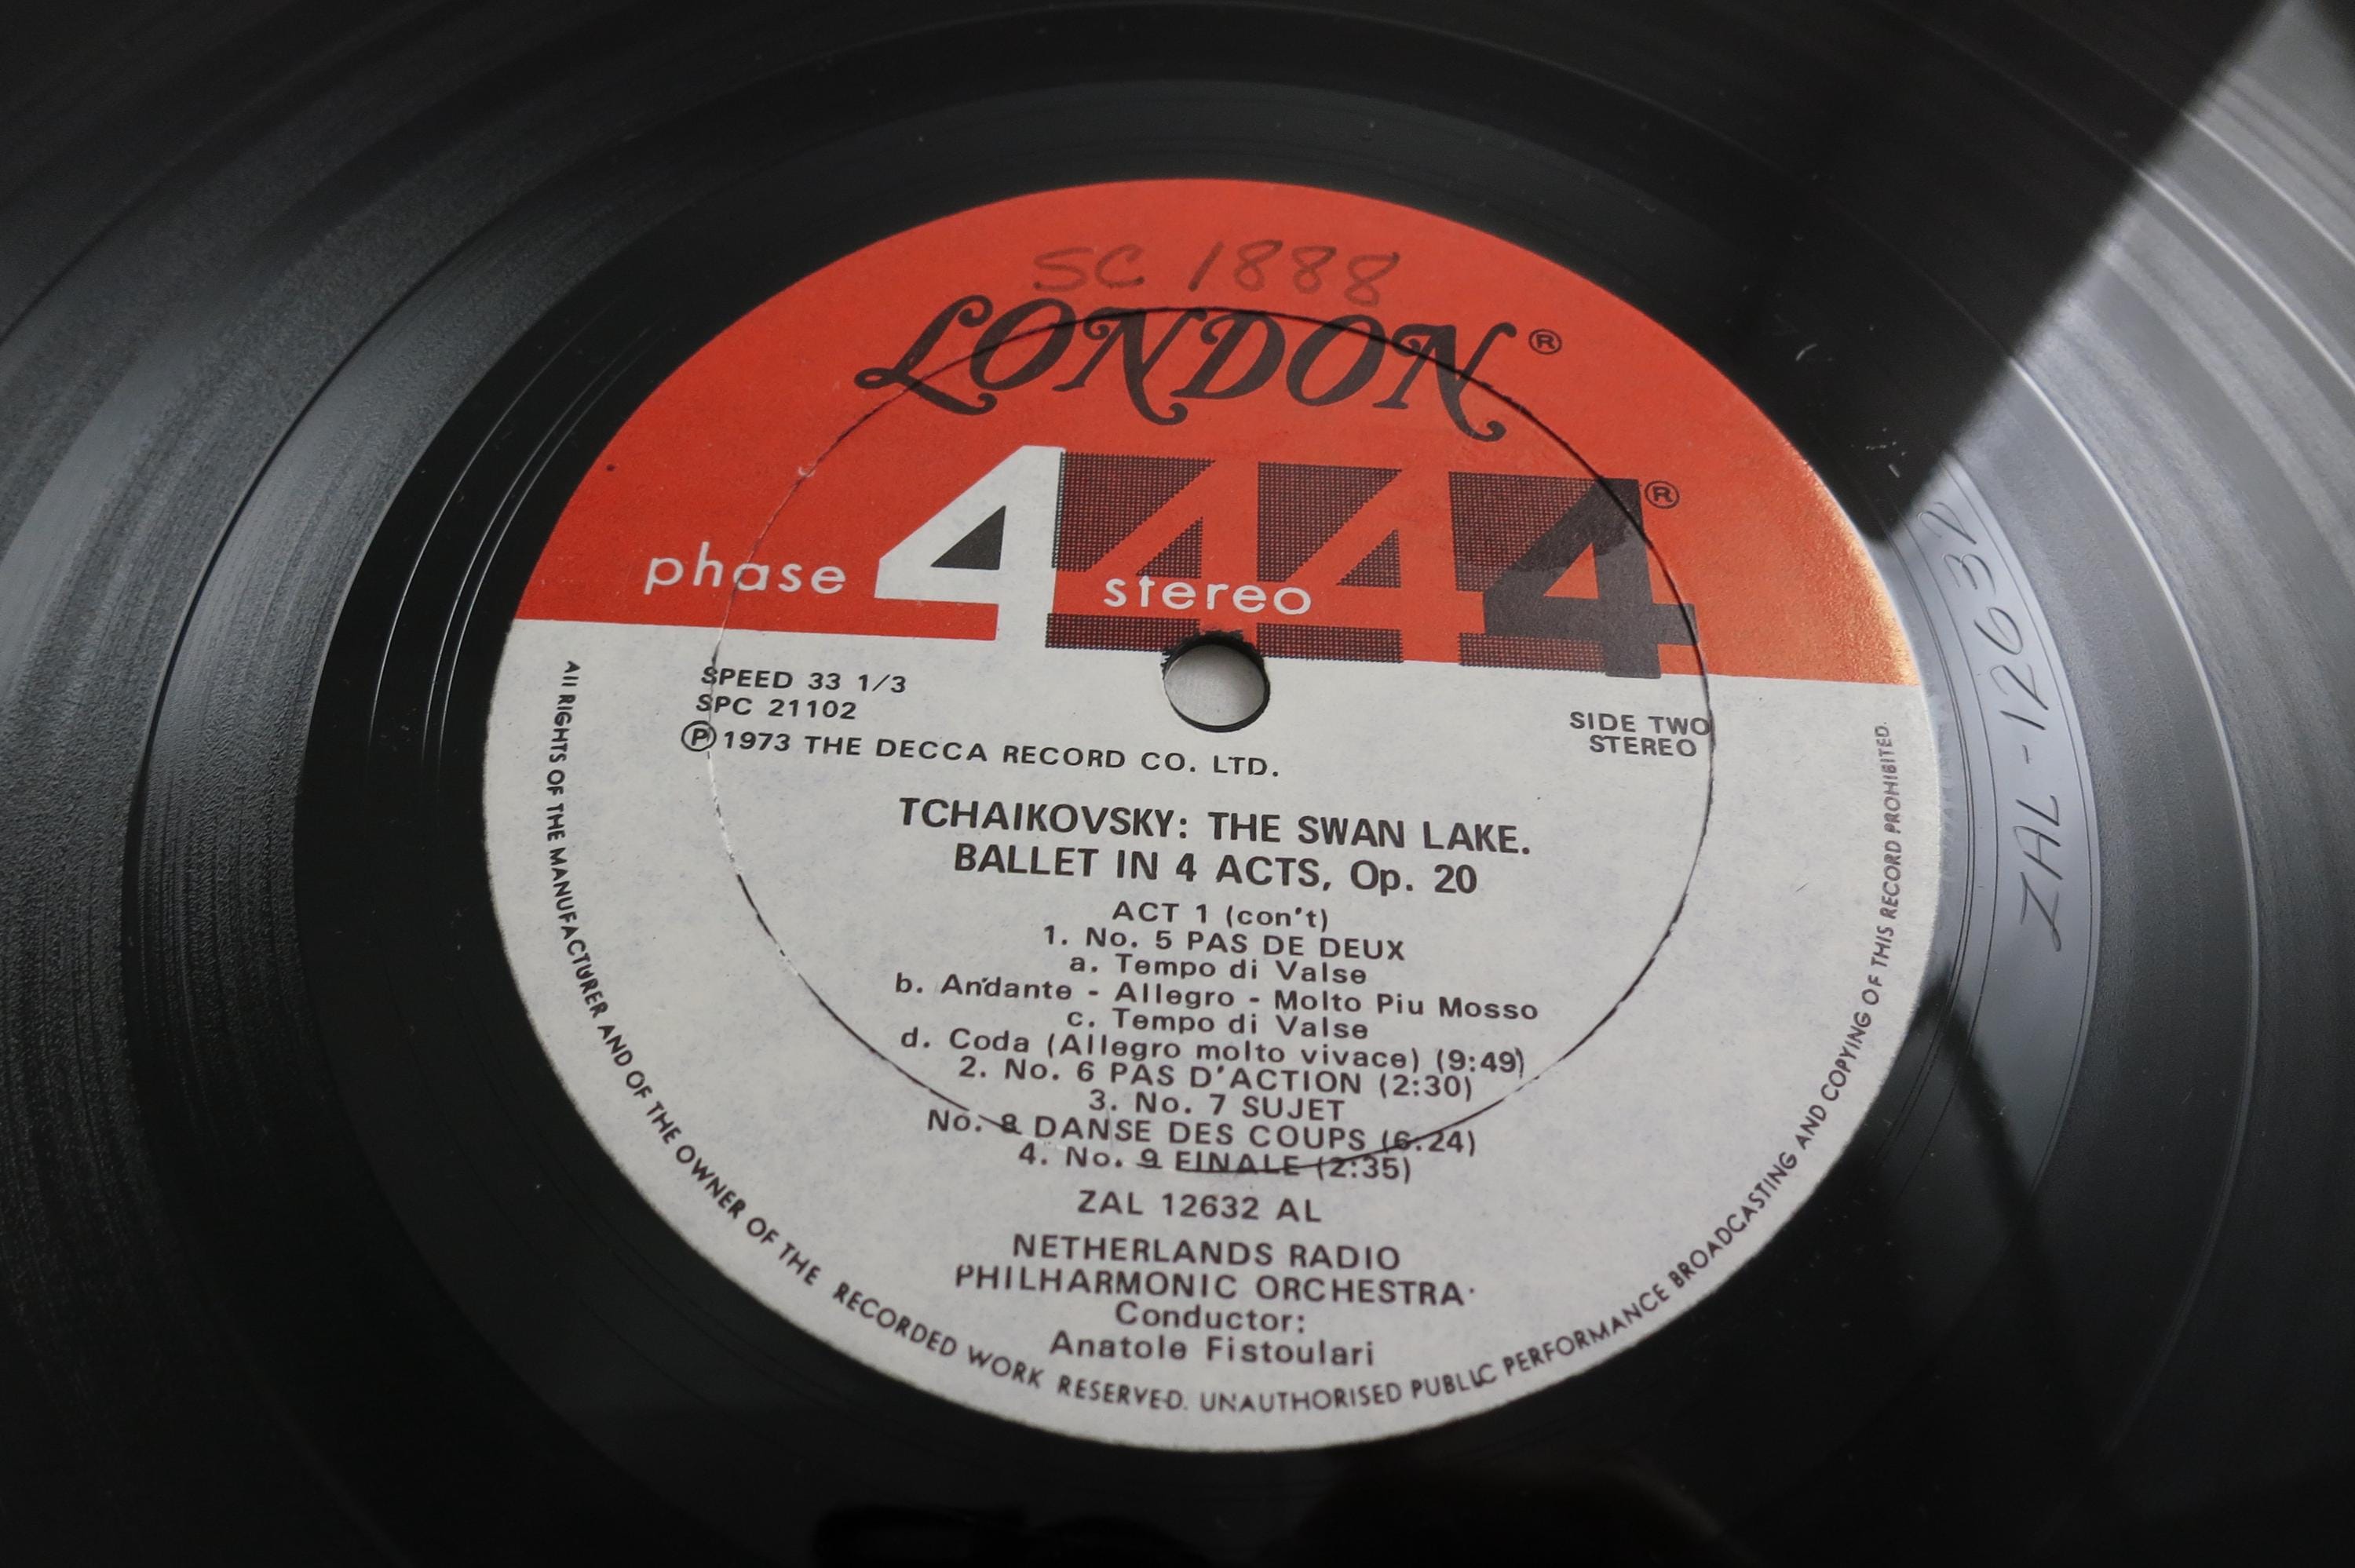 SC 1888
LONDON®
phase 4444®
stereo
SPEED 33 1/3
SPC 21102
Ⓟ1973 THE DECCA RECORD CO. LTD.
SIDE TWO
STEREO
TCHAIKOVSKY: THE SWAN LAKE.
BALLET IN 4 ACTS, Op. 20
ACT 1 (con't)
1. No. 5 PAS DE DEUX
a. Tempo di Valse
b. Andante - Allegro - Molto Piu Mosso
c. Tempo di Valse
d. Coda (Allegro molto vivace) (9:49)
2. No. 6 PAS D'ACTION (2:30)
3. No. 7 SUJET
No. 8 DANSE DES COUPS (6:24)
4. No. 9 FINALE (2:35)
ZAL 12632 AL
NETHERLANDS RADIO
PHILHARMONIC ORCHESTRA
Conductor:
Anatole Fistoulari
All RIGHTS OF THE MANUFACTURER AND OF THE OWNER OF THE RECORDED WORK RESERVED. UNAUTHORISED PUBLIC PERFORMANCE BROADCASTING AND COPYING OF THIS RECORD PROHIBITED.